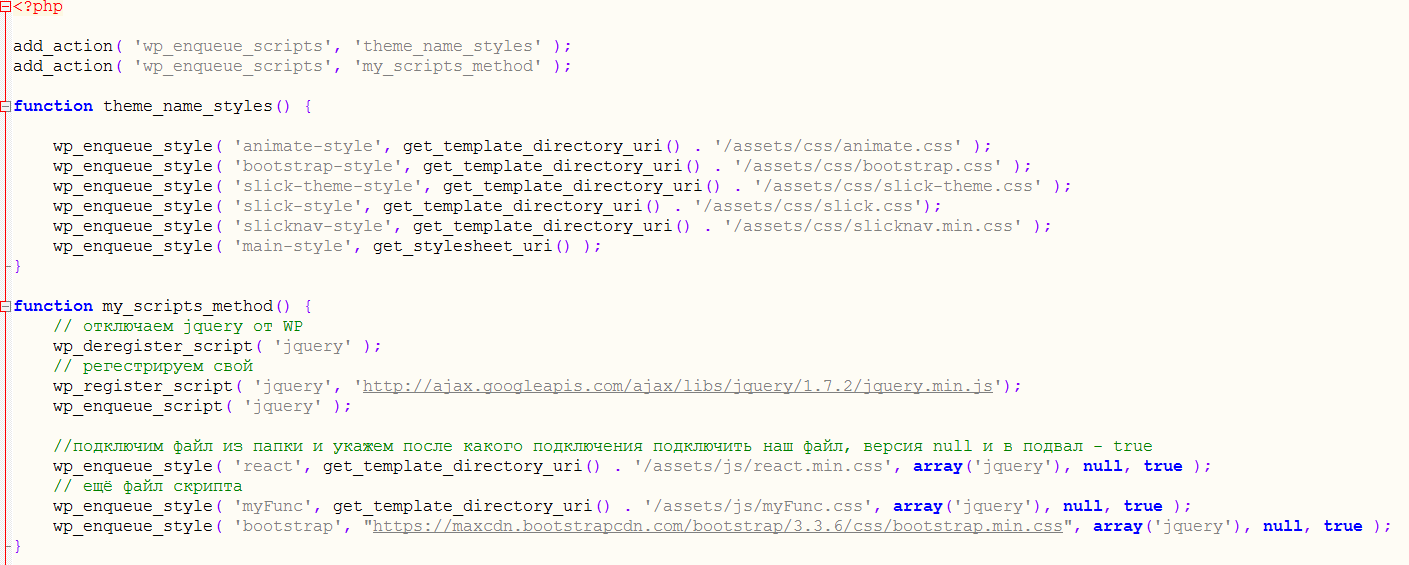 <?php
add_action( 'wp_enqueue_scripts', 'theme_name_styles' );
add_action( 'wp_enqueue_scripts', 'my_scripts_method' );
function theme_name_styles() {
wp_enqueue_style( 'animate-style', get_template_directory_uri() . '/assets/css/animate.css' );
wp_enqueue_style( 'bootstrap-style', get_template_directory_uri() . '/assets/css/bootstrap.css' );
wp_enqueue_style( 'slick-theme-style', get_template_directory_uri() . '/assets/css/slick-theme.css' );
wp_enqueue_style( 'slick-style', get_template_directory_uri() . '/assets/css/slick.css');
wp_enqueue_style( 'slicknav-style', get_template_directory_uri() . '/assets/css/slicknav.min.css' );
wp_enqueue_style( 'main-style', get_stylesheet_uri() );
}
function my_scripts_method() {
// отключаем jquery от WP
wp_deregister_script( 'jquery' );
// регестрируем свой
wp_register_script( 'jquery', 'http://ajax.googleapis.com/ajax/libs/jquery/1.7.2/jquery.min.js');
wp_enqueue_script( 'jquery' );
//подключим файл из папки и укажем после какого подключения подключить наш файл, версия null и в подвал - true
wp_enqueue_style( 'react', get_template_directory_uri() . '/assets/js/react.min.css', array('jquery'), null, true );
// ещё файл скрипта
wp_enqueue_style( 'myFunc', get_template_directory_uri() . '/assets/js/myFunc.css', array('jquery'), null, true );
wp_enqueue_style( 'bootstrap', "https://maxcdn.bootstrapcdn.com/bootstrap/3.3.6/css/bootstrap.min.css", array('jquery'), null, true );
}